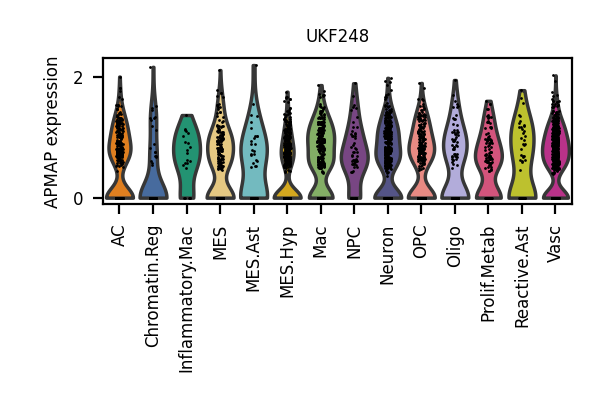 UKF248
APMAP expression
2
0
AC
Chromatin.Reg
Inflammatory.Mac
MES
MES.Ast
MES.Hyp
Mac
NPC
Neuron
OPC
Oligo
Prolif.Metab
Reactive.Ast
Vasc